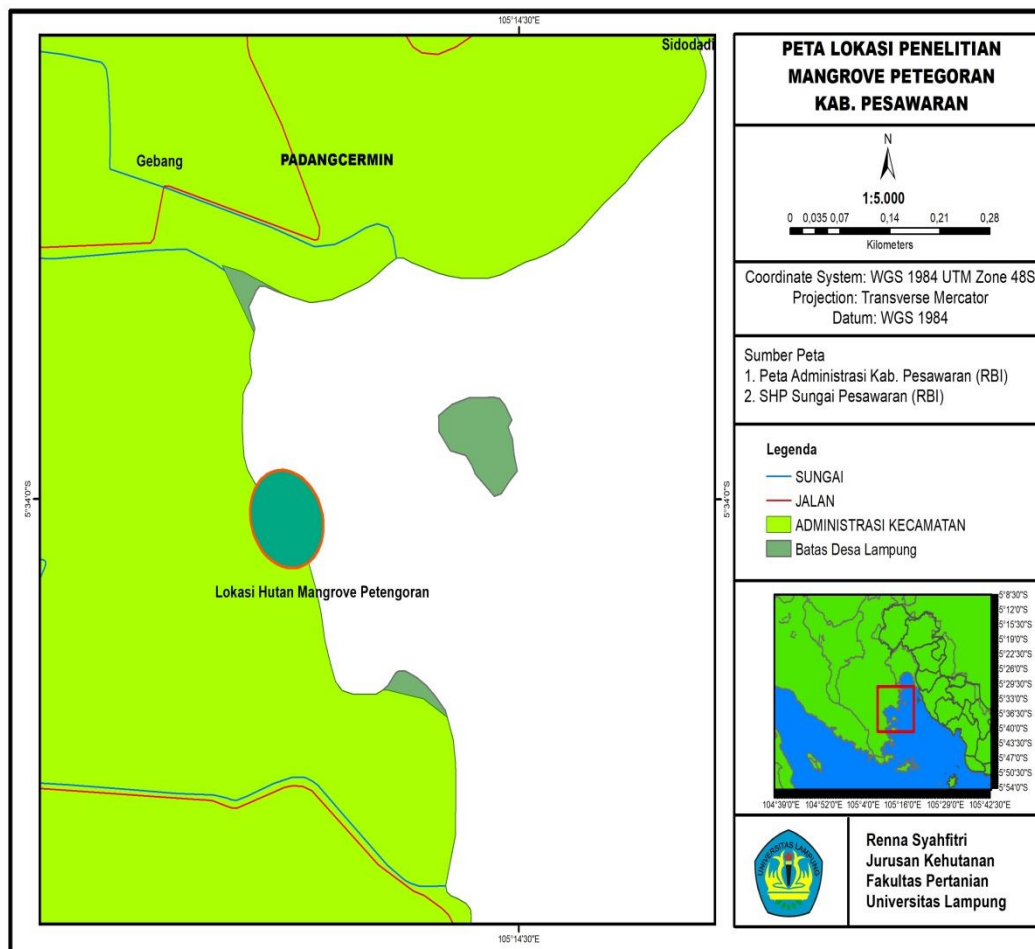 105°14'30"E
Sidodadi
Gebang
PADANGCERMIN
5°34'0"S
5°34'0"S
Lokasi Hutan Mangrove Petengoran
105°14'30"E
PETA LOKASI PENELITIAN
MANGROVE PETEGORAN
KAB. PESAWARAN
N
1:5.000
0 0,035 0,07 0,14 0,21 0,28
Kilometers
Coordinate System: WGS 1984 UTM Zone 48S
Projection: Transverse Mercator
Datum: WGS 1984
Sumber Peta
1. Peta Administrasi Kab. Pesawaran (RBI)
2. SHP Sungai Pesawaran (RBI)
Legenda
SUNGAI
JALAN
ADMINISTRASI KECAMATAN
Batas Desa Lampung
5°8'30"S
5°12'0"S
5°15'30"S
5°19'0"S
5°22'30"S
5°26'0"S
5°29'30"S
5°33'0"S
5°36'30"S
5°40'0"S
5°43'30"S
5°47'0"S
5°50'30"S
5°54'0"S
104°39'0"E 104°52'0"E 105°4'0"E 105°16'0"E 105°29'0"E 105°42'30"E
UNIVERSITAS LAMPUNG
Renna Syahfitri
Jurusan Kehutanan
Fakultas Pertanian
Universitas Lampung